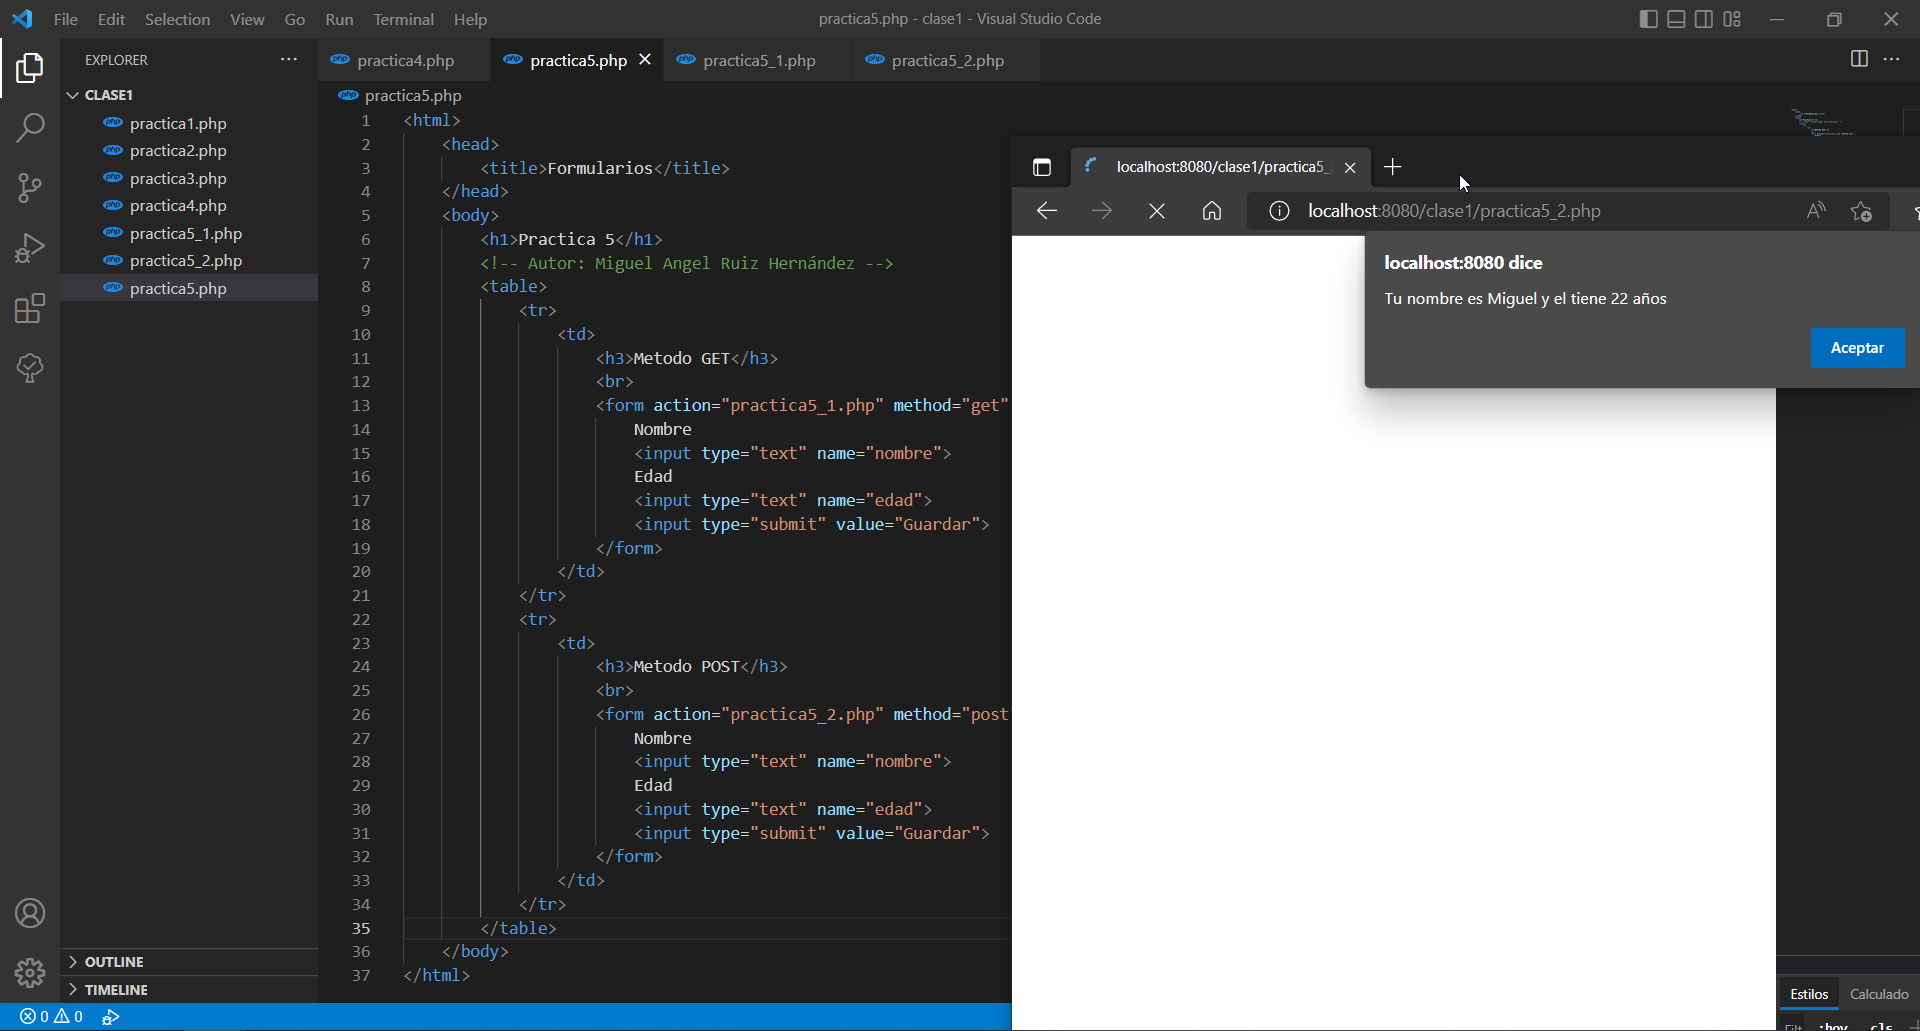 File Edit Selection View Go Run Terminal Help
practica5.php - clase1 - Visual Studio Code
EXPLORER
CLASE1
practica1.php
practica2.php
practica3.php
practica4.php
practica5_1.php
practica5_2.php
practica5.php
OUTLINE
TIMELINE
0 0
php practica4.php
php practica5.php
php practica5_1.php
php practica5_2.php
php practica5.php
1 <html>
2 <head>
3 <title>Formularios</title>
4 </head>
5 <body>
6 <h1>Practica 5</h1>
7 <!-- Autor: Miguel Angel Ruiz Hernández -->
8 <table>
9 <tr>
10 <td>
11 <h3>Metodo GET</h3>
12 <br>
13 <form action="practica5_1.php" method="get"
14 Nombre
15 <input type="text" name="nombre">
16 Edad
17 <input type="text" name="edad">
18 <input type="submit" value="Guardar">
19 </form>
20 </td>
21 </tr>
22 <tr>
23 <td>
24 <h3>Metodo POST</h3>
25 <br>
26 <form action="practica5_2.php" method="post
27 Nombre
28 <input type="text" name="nombre">
29 Edad
30 <input type="text" name="edad">
31 <input type="submit" value="Guardar">
32 </form>
33 </td>
34 </tr>
35 </table>
36 </body>
37 </html>
localhost:8080/clase1/practica5_
localhost:8080/clase1/practica5_2.php
localhost:8080 dice
Tu nombre es Miguel y el tiene 22 años
Aceptar
Estilos Calculado
:hov .cls